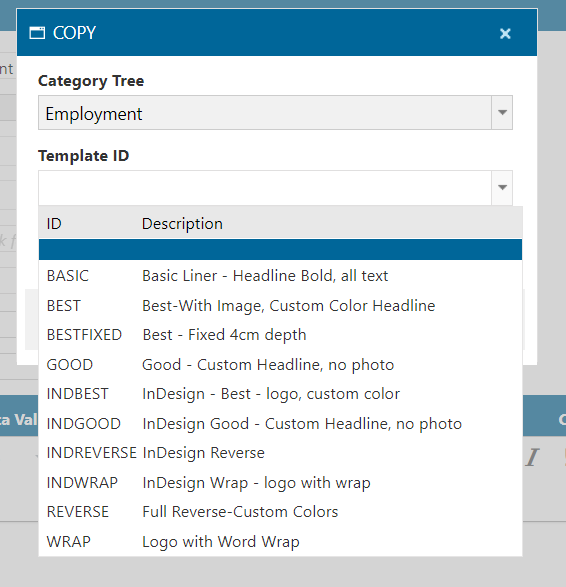 COPY
nt
Category Tree
Employment
Template ID
ID Description
k f
BASIC Basic Liner - Headline Bold, all text
BEST Best-With Image, Custom Color Headline
BESTFIXED Best - Fixed 4cm depth
GOOD Good - Custom Headline, no photo
INDBEST InDesign - Best - logo, custom color
ta Val INDGOOD InDesign Good - Custom Headline, no photo
INDREVERSE InDesign Reverse I
INDWRAP InDesign Wrap - logo with wrap
REVERSE Full Reverse-Custom Colors
WRAP Logo with Word Wrap